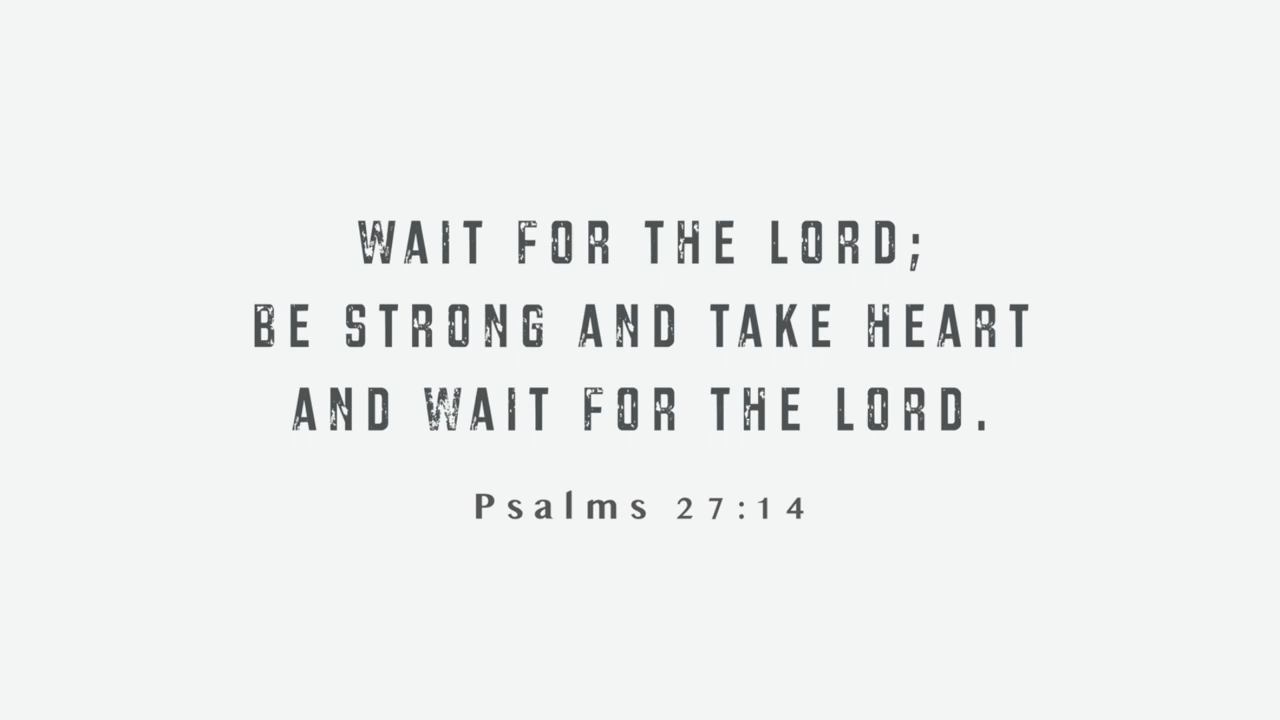 WAIT FOR THE LORD;
BE STRONG AND TAKE HEART
AND WAIT FOR THE LORD.
Psalms 27:14